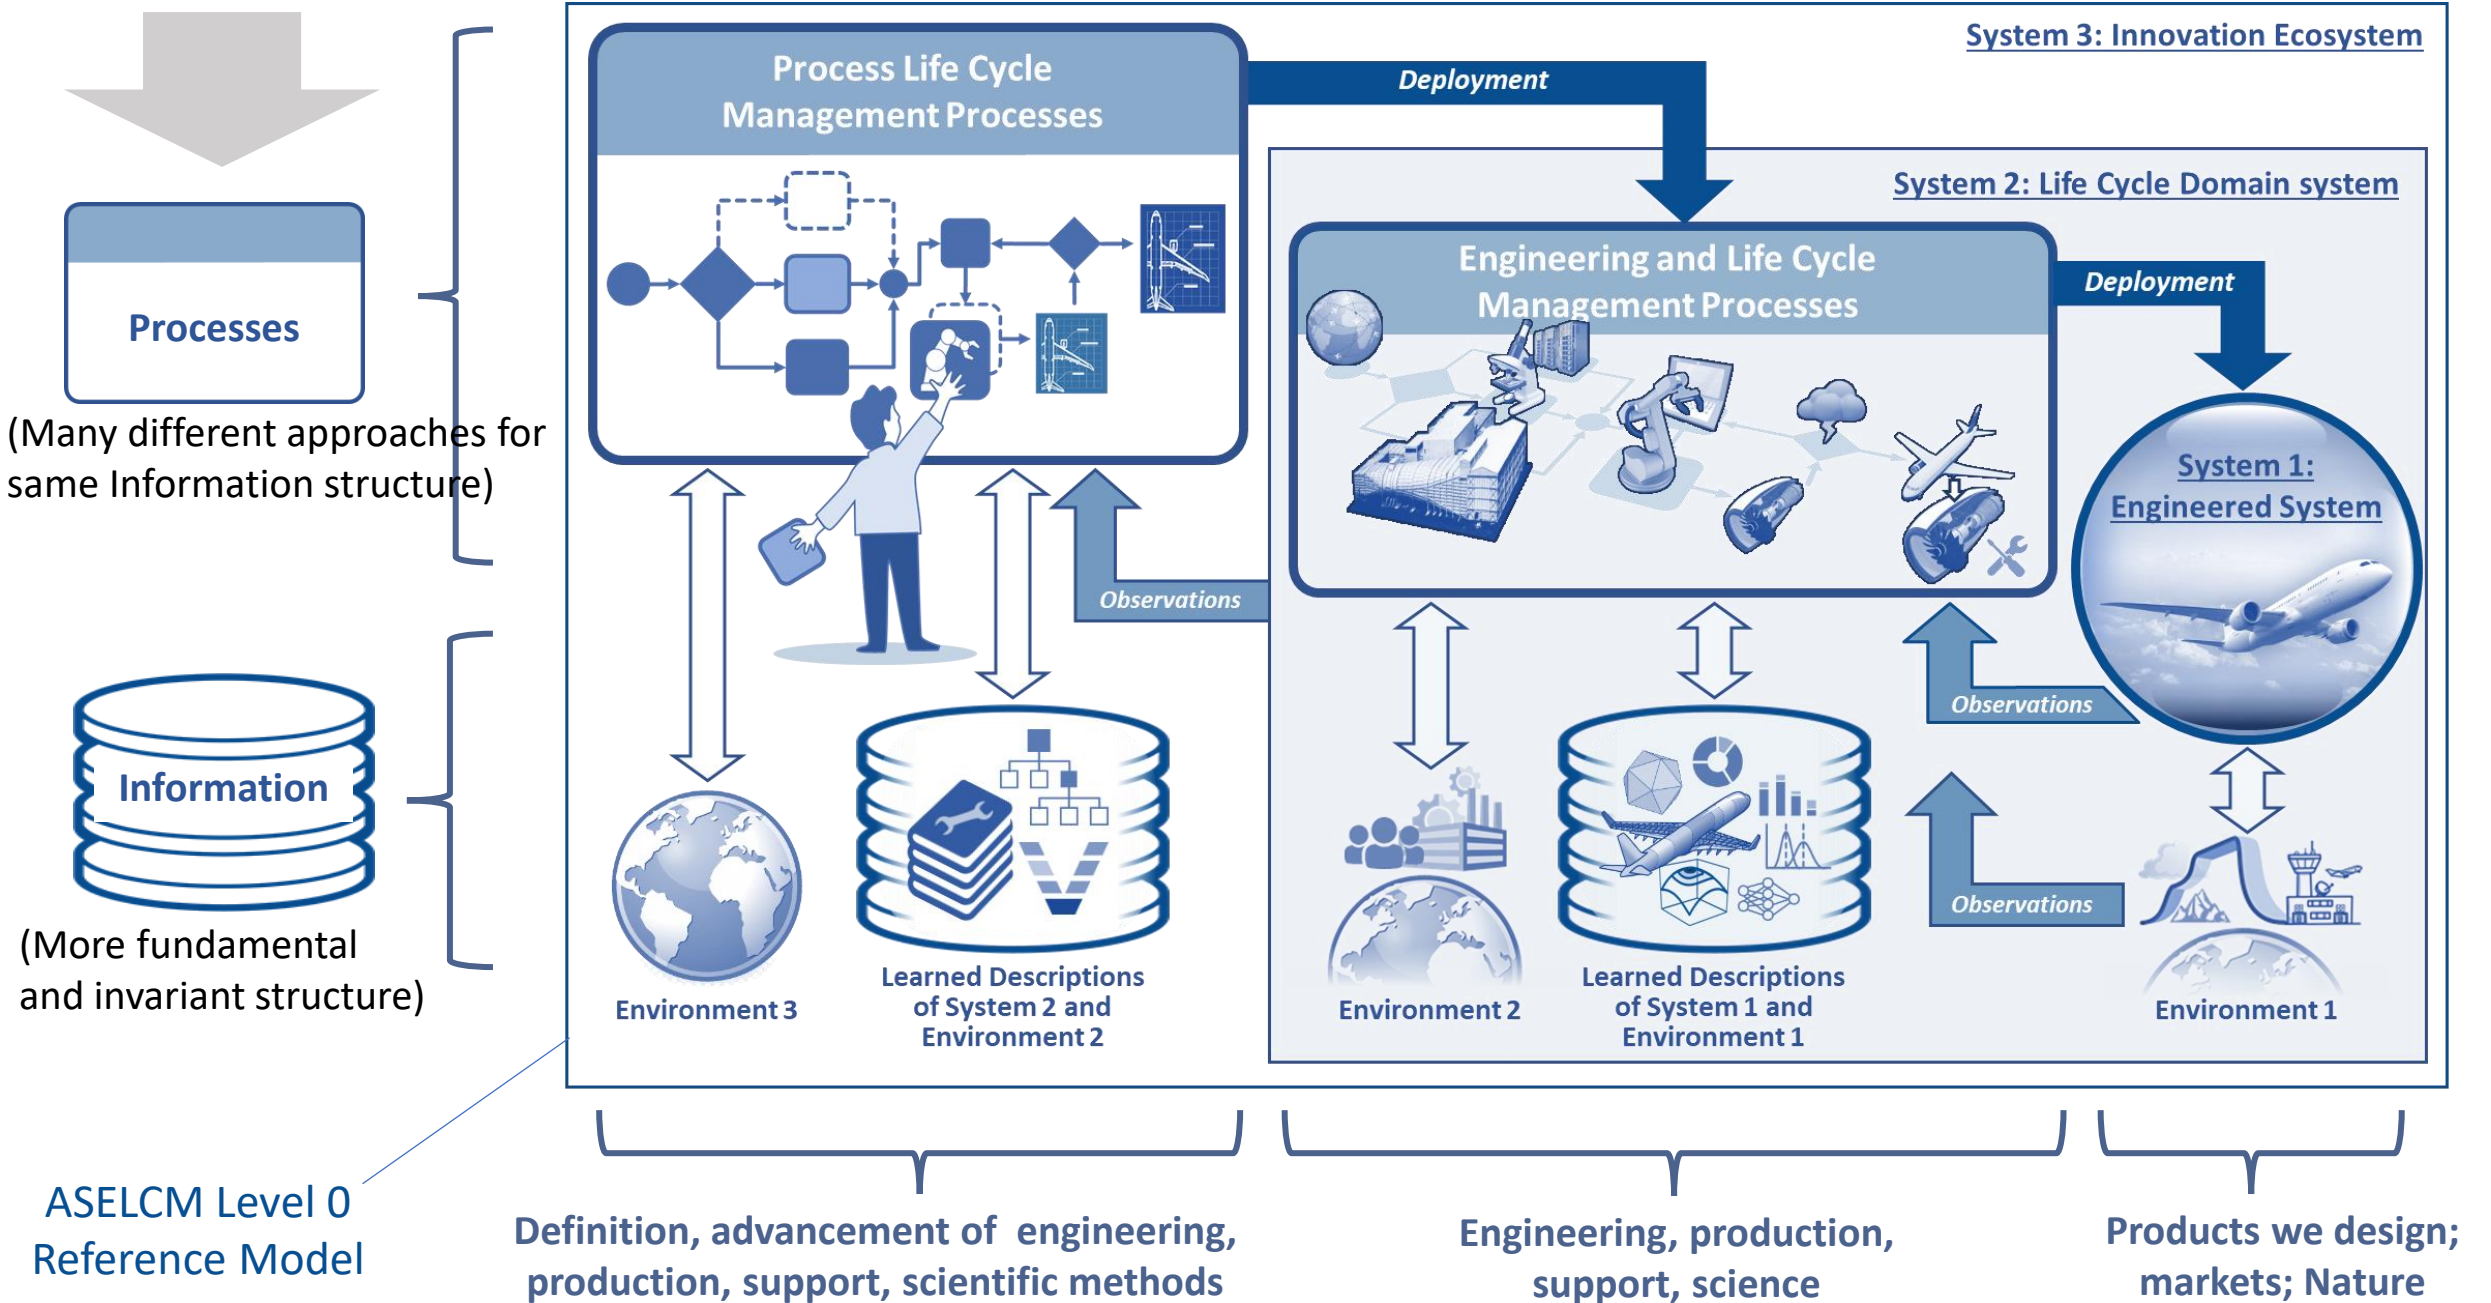 System 3: Innovation Ecosystem
Process Life Cycle
Management Processes
Deployment
System 2: Life Cycle Domain system
Engineering and Life Cycle
Management Processes
Deployment
Processes
(Many different approaches for
same Information structure)
System 1:
Engineered System
Observations
Observations
Information
Observations
(More fundamental
and invariant structure)
Environment 3
Learned Descriptions
of System 2 and
Environment 2
Environment 2
Learned Descriptions
of System 1 and
Environment 1
Environment 1
ASELCM Level 0
Reference Model
Definition, advancement of engineering,
production, support, scientific methods
Engineering, production,
support, science
Products we design;
markets; Nature